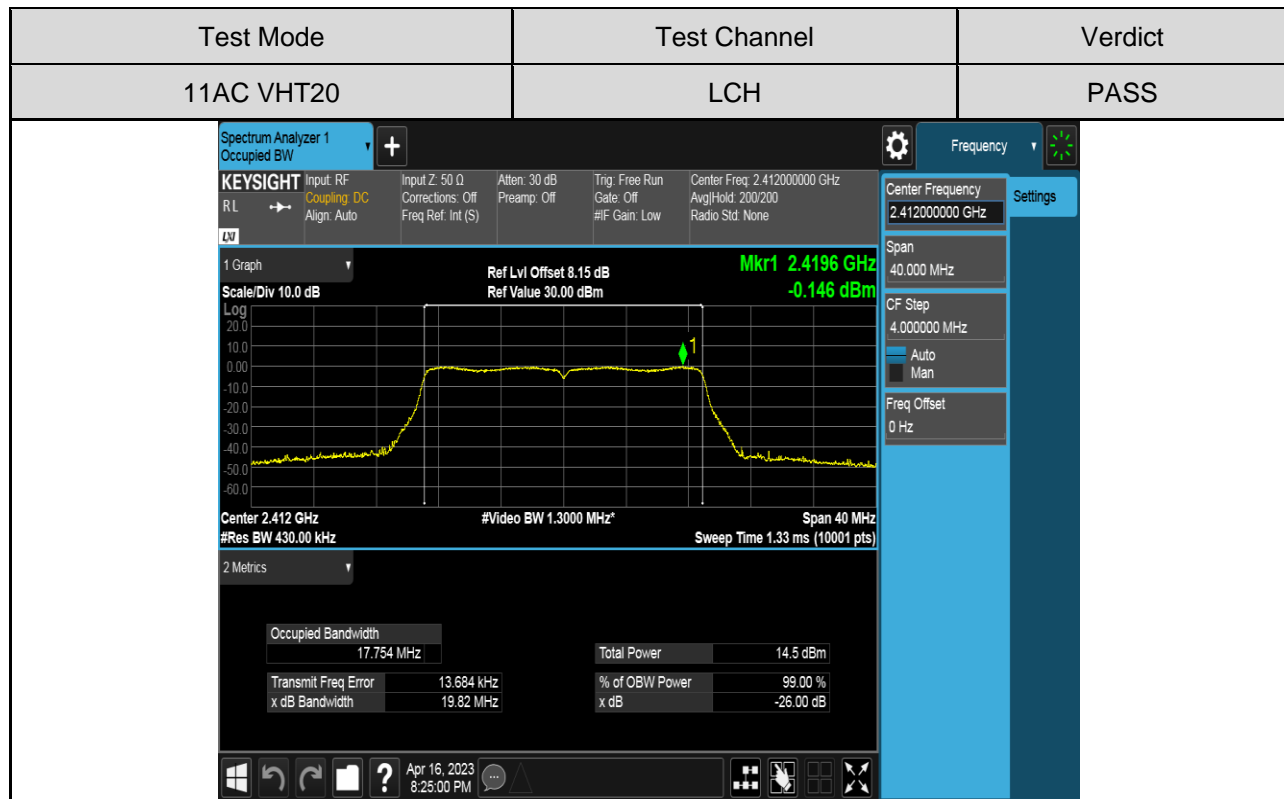 Test Mode Test Channel Verdict
11AC VHT20 LCH PASS
Spectrum Analyzer 1
Occupied BW
+
Frequency
KEYSIGHT Input: RF Input Z: 50 Ω Atten: 30 dB Trig: Free Run Center Freq: 2.412000000 GHz
RL Coupling: DC Corrections: Off Preamp: Off Gate: Off Avg|Hold: 200/200
Align: Auto Freq Ref: Int (S) #IF Gain: Low Radio Std: None
LXI
Center Frequency
2.412000000 GHz
Settings
Span
40.000 MHz
CF Step
4.000000 MHz
Auto
Man
Freq Offset
0 Hz
1 Graph
Ref Lvl Offset 8.15 dB
Mkr1 2.4196 GHz
Scale/Div 10.0 dB
Ref Value 30.00 dBm
-0.146 dBm
Log
20.0
10.0
0.00
-10.0
-20.0
-30.0
-40.0
-50.0
-60.0
1
Center 2.412 GHz #Video BW 1.3000 MHz* Span 40 MHz
#Res BW 430.00 kHz Sweep Time 1.33 ms (10001 pts)
2 Metrics
Occupied Bandwidth
17.754 MHz
Total Power 14.5 dBm
Transmit Freq Error 13.684 kHz % of OBW Power 99.00 %
x dB Bandwidth 19.82 MHz x dB -26.00 dB
?
Apr 16, 2023
8:25:00 PM